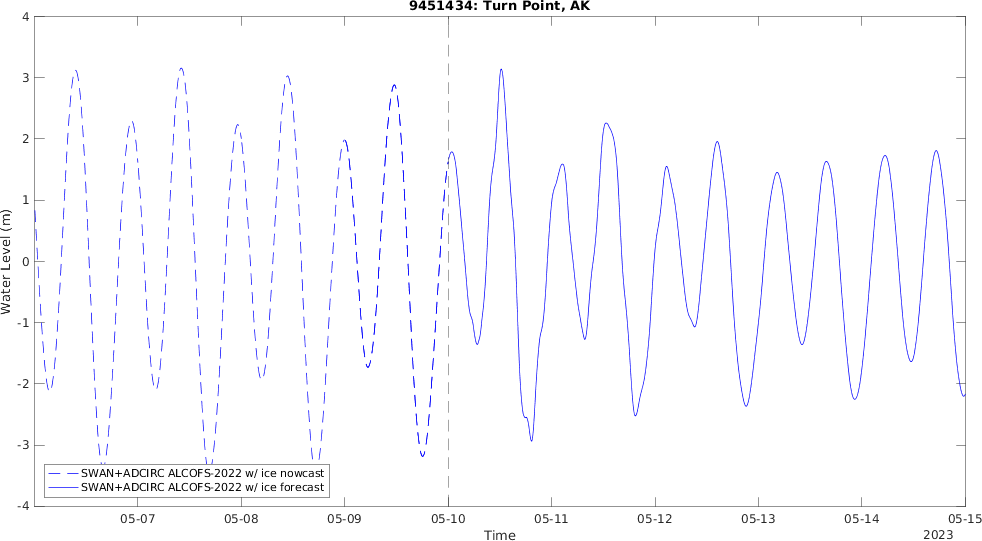 9451434: Turn Point, AK
4
3
2
1
0
-1
-2
-3
-4
Water Level (m)
SWAN+ADCIRC ALCOFS-2022 w/ ice nowcast
SWAN+ADCIRC ALCOFS-2022 w/ ice forecast
05-07 05-08 05-09 05-10 05-11 05-12 05-13 05-14 05-15
Time
2023